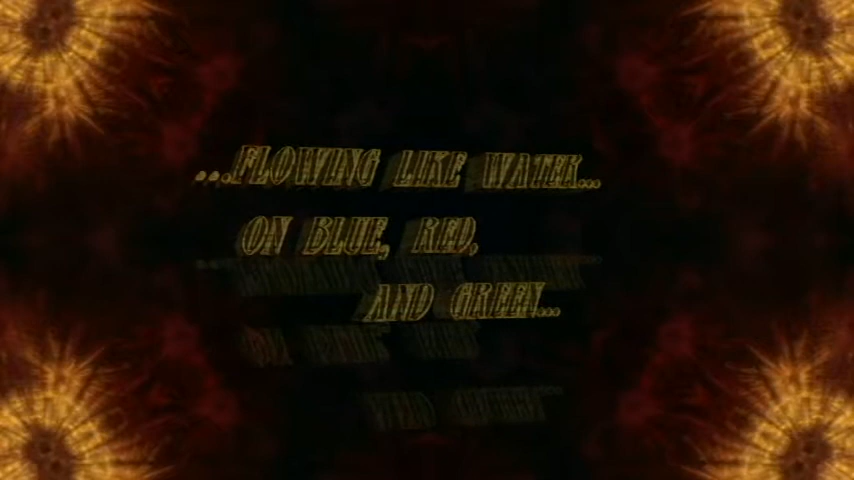 ...FLOWING LIKE WATER...
ON BLUE, RED,
AND GREEN...